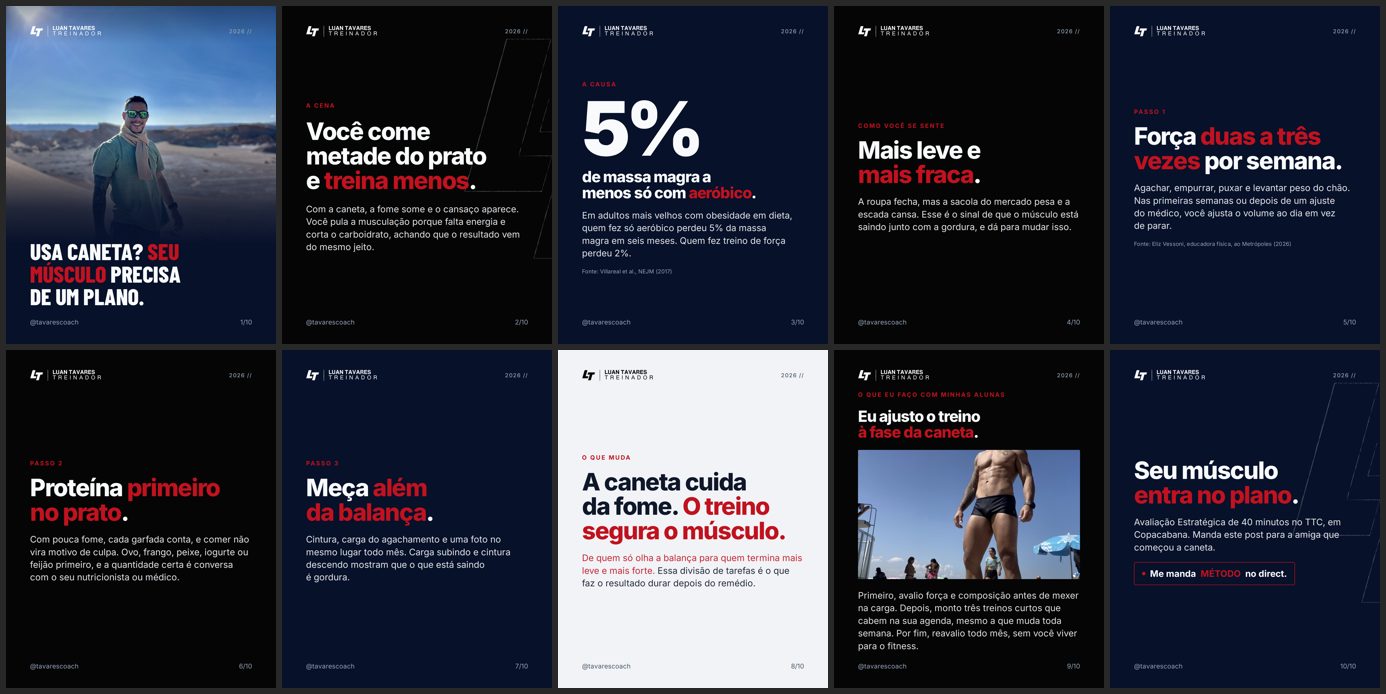 LT LUAN TAVARES
TREINADOR
2026 //
USA CANETA? SEU
MÚSCULO PRECISA
DE UM PLANO.
@tavarescoach
1/10
LT LUAN TAVARES
TREINADOR
2026 //
A CENA
Você come
metade do prato
e treina menos.
Com a caneta, a fome some e o cansaço aparece.
Você pula a musculação porque falta energia e
corta o carboidrato, achando que o resultado vem
do mesmo jeito.
@tavarescoach
2/10
LT LUAN TAVARES
TREINADOR
2026 //
A CAUSA
5%
de massa magra a
menos só com aeróbico.
Em adultos mais velhos com obesidade em dieta,
quem fez só aeróbico perdeu 5% da massa
magra em seis meses. Quem fez treino de força
perdeu 2%.
Fonte: Villareal et al., NEJM (2017)
@tavarescoach
3/10
LT LUAN TAVARES
TREINADOR
2026 //
COMO VOCÊ SE SENTE
Mais leve e
mais fraca.
A roupa fecha, mas a sacola do mercado pesa e a
escada cansa. Esse é o sinal de que o músculo está
saindo junto com a gordura, e dá para mudar isso.
@tavarescoach
4/10
LT LUAN TAVARES
TREINADOR
2026 //
PASSO 1
Força duas a três
vezes por semana.
Agachar, empurrar, puxar e levantar peso do chão.
Nas primeiras semanas ou depois de um ajuste
do médico, você ajusta o volume ao dia em vez
de parar.
Fonte: Eliz Vessoni, educadora física, ao Metrópoles (2026)
@tavarescoach
5/10
LT LUAN TAVARES
TREINADOR
2026 //
PASSO 2
Proteína primeiro
no prato.
Com pouca fome, cada garfada conta, e comer não
vira motivo de culpa. Ovo, frango, peixe, iogurte ou
feijão primeiro, e a quantidade certa é conversa
com o seu nutricionista ou médico.
@tavarescoach
6/10
LT LUAN TAVARES
TREINADOR
2026 //
PASSO 3
Meça além
da balança.
Cintura, carga do agachamento e uma foto no
mesmo lugar todo mês. Carga subindo e cintura
descendo mostram que o que está saindo
é gordura.
@tavarescoach
7/10
LT LUAN TAVARES
TREINADOR
2026 //
O QUE MUDA
A caneta cuida
da fome. O treino
segura o músculo.
De quem só olha a balança para quem termina mais
leve e mais forte. Essa divisão de tarefas é o que
faz o resultado durar depois do remédio.
@tavarescoach
8/10
LT LUAN TAVARES
TREINADOR
2026 //
O QUE EU FAÇO COM MINHAS ALUNAS
Eu ajusto o treino
à fase da caneta.
Primeiro, avalio força e composição antes de mexer
na carga. Depois, monto três treinos curtos que
cabem na sua agenda, mesmo a que muda toda
semana. Por fim, reavalio todo mês, sem você viver
para o fitness.
@tavarescoach
9/10
LT LUAN TAVARES
TREINADOR
2026 //
Seu músculo
entra no plano.
Avaliação Estratégica de 40 minutos no TTC, em
Copacabana. Manda este post para a amiga que
começou a caneta.
Me manda MÉTODO no direct.
@tavarescoach
10/10